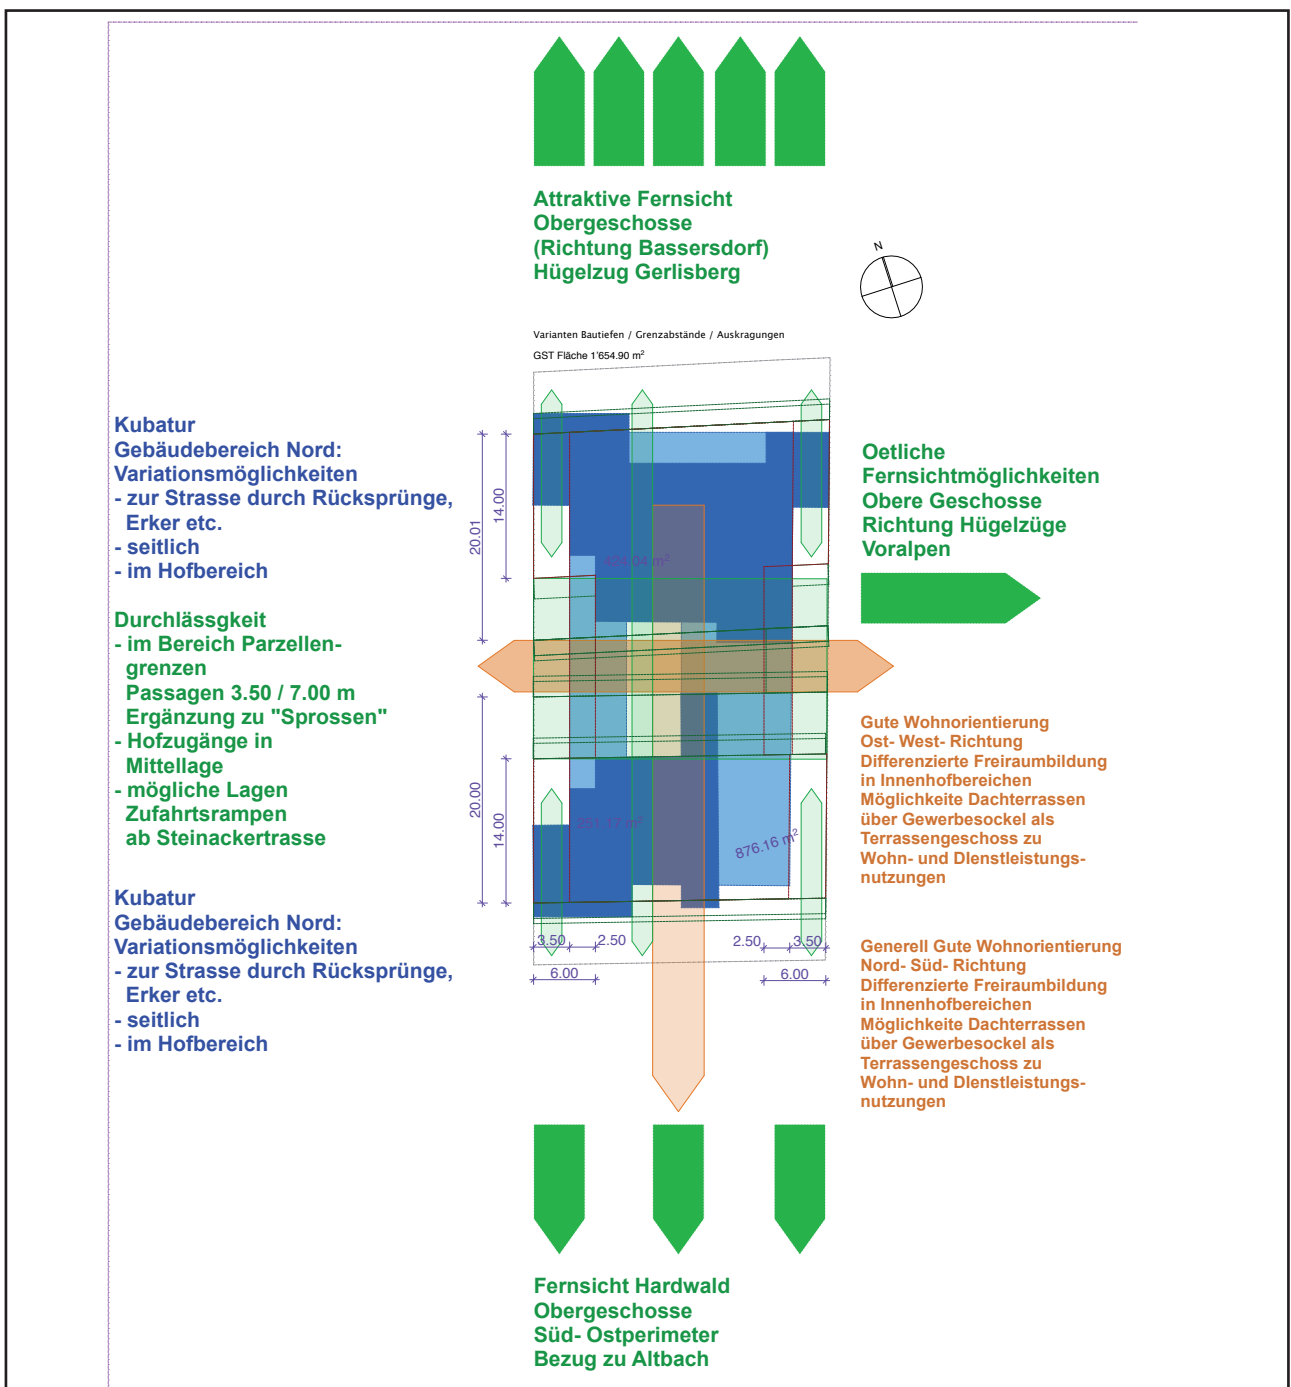 Attraktive Fernsicht
Obergeschosse
(Richtung Bassersdorf)
Hügelzug Gerlisberg
N
Varianten Bautiefen / Grenzabstände / Auskragungen
GST Fläche 1'654.90 m²
Kubatur
Gebäudebereich Nord:
Variationsmöglichkeiten
- zur Strasse durch Rücksprünge,
Erker etc.
- seitlich
- im Hofbereich
Durchlässgkeit
- im Bereich Parzellen-
grenzen
Passagen 3.50 / 7.00 m
Ergänzung zu "Sprossen"
- Hofzugänge in
Mittellage
- mögliche Lagen
Zufahrtsrampen
ab Steinackertrasse
Kubatur
Gebäudebereich Nord:
Variationsmöglichkeiten
- zur Strasse durch Rücksprünge,
Erker etc.
- seitlich
- im Hofbereich
20.01
14.00
20.00
14.00
876.16 m²
3.50
2.50
2.50
3.50
6.00
6.00
Oetliche
Fernsichtmöglichkeiten
Obere Geschosse
Richtung Hügelzüge
Voralpen
Gute Wohnorientierung
Ost- West- Richtung
Differenzierte Freiraumbildung
in Innenhofbereichen
Möglichkeite Dachterrassen
über Gewerbesockel als
Terrassengeschoss zu
Wohn- und DIenstleistungs-
nutzungen
Generell Gute Wohnorientierung
Nord- Süd- Richtung
Differenzierte Freiraumbildung
in Innenhofbereichen
Möglichkeite Dachterrassen
über Gewerbesockel als
Terrassengeschoss zu
Wohn- und DIenstleistungs-
nutzungen
Fernsicht Hardwald
Obergeschosse
Süd- Ostperimeter
Bezug zu Altbach